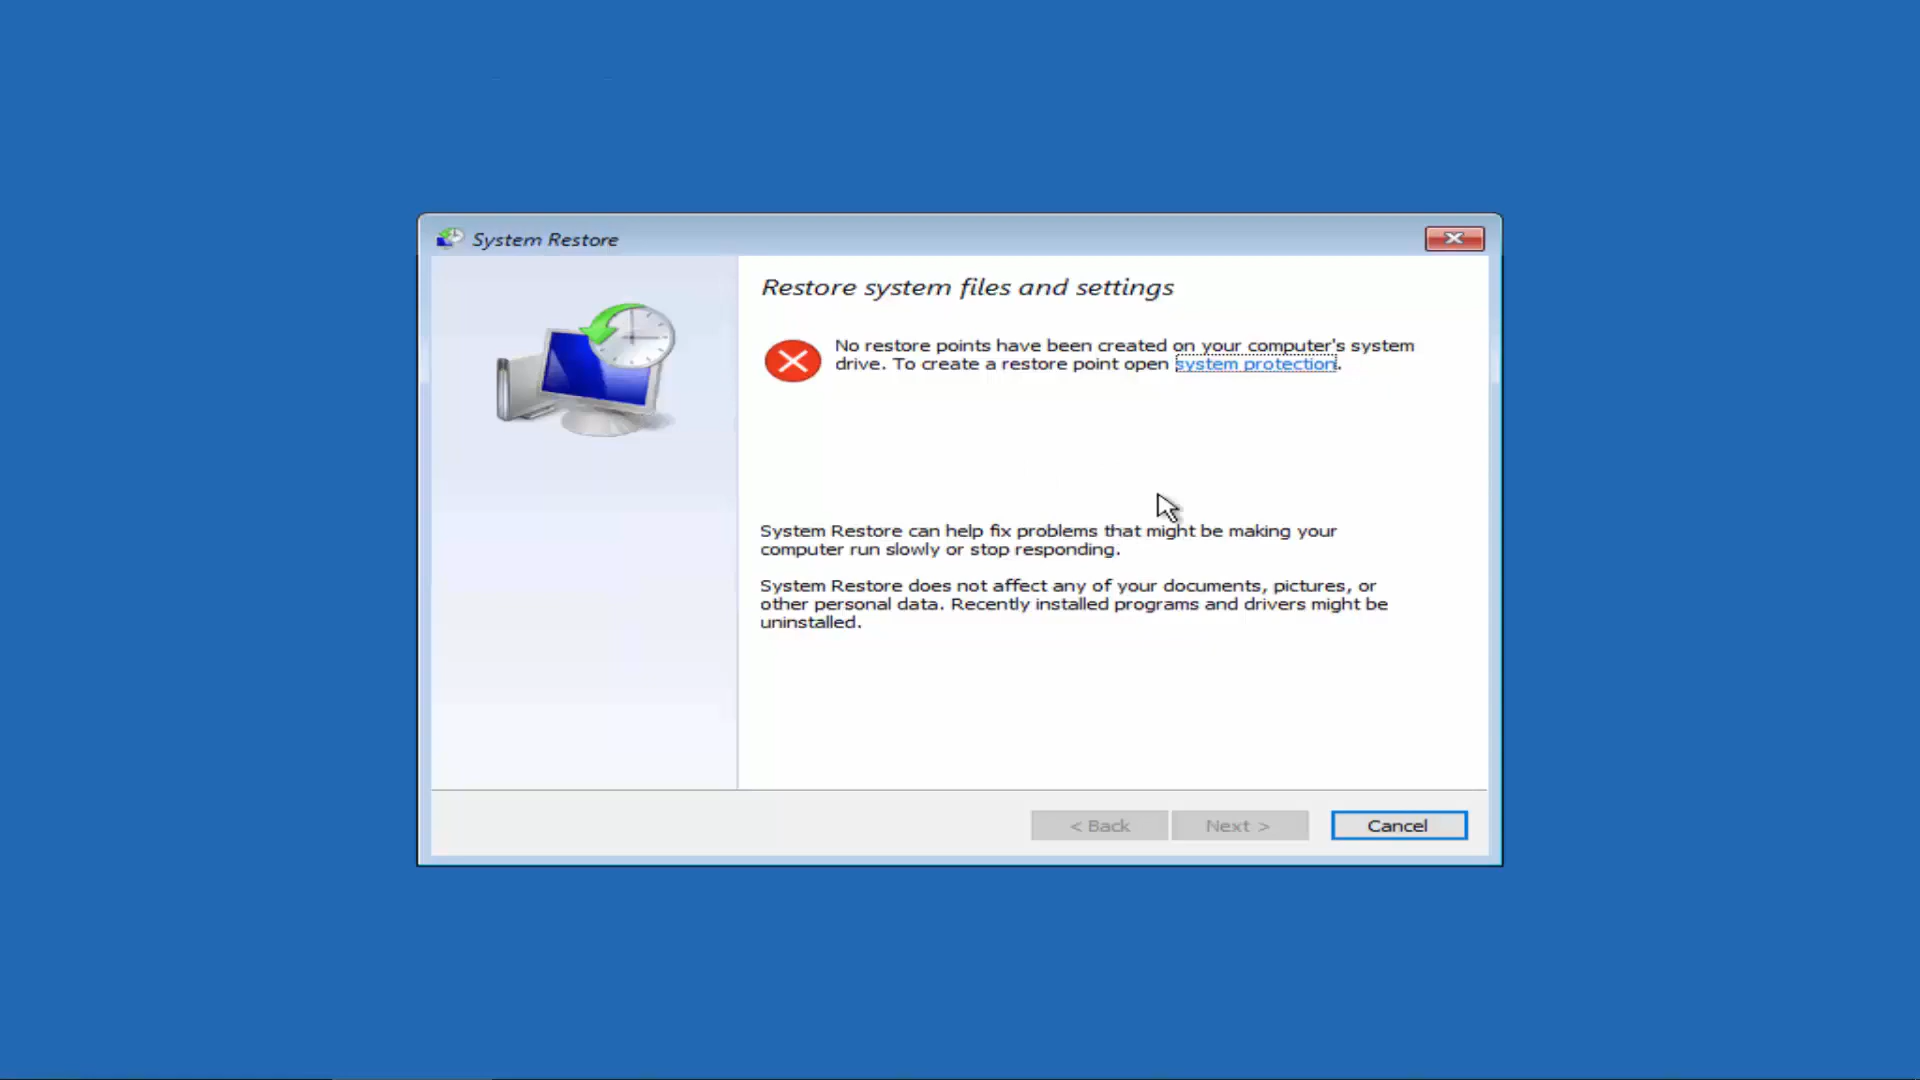 System Restore
Restore system files and settings
No restore points have been created on your computer's system
drive. To create a restore point open system protection.
System Restore can help fix problems that might be making your
computer run slowly or stop responding.
System Restore does not affect any of your documents, pictures, or
other personal data. Recently installed programs and drivers might be
uninstalled.
< Back Next > Cancel